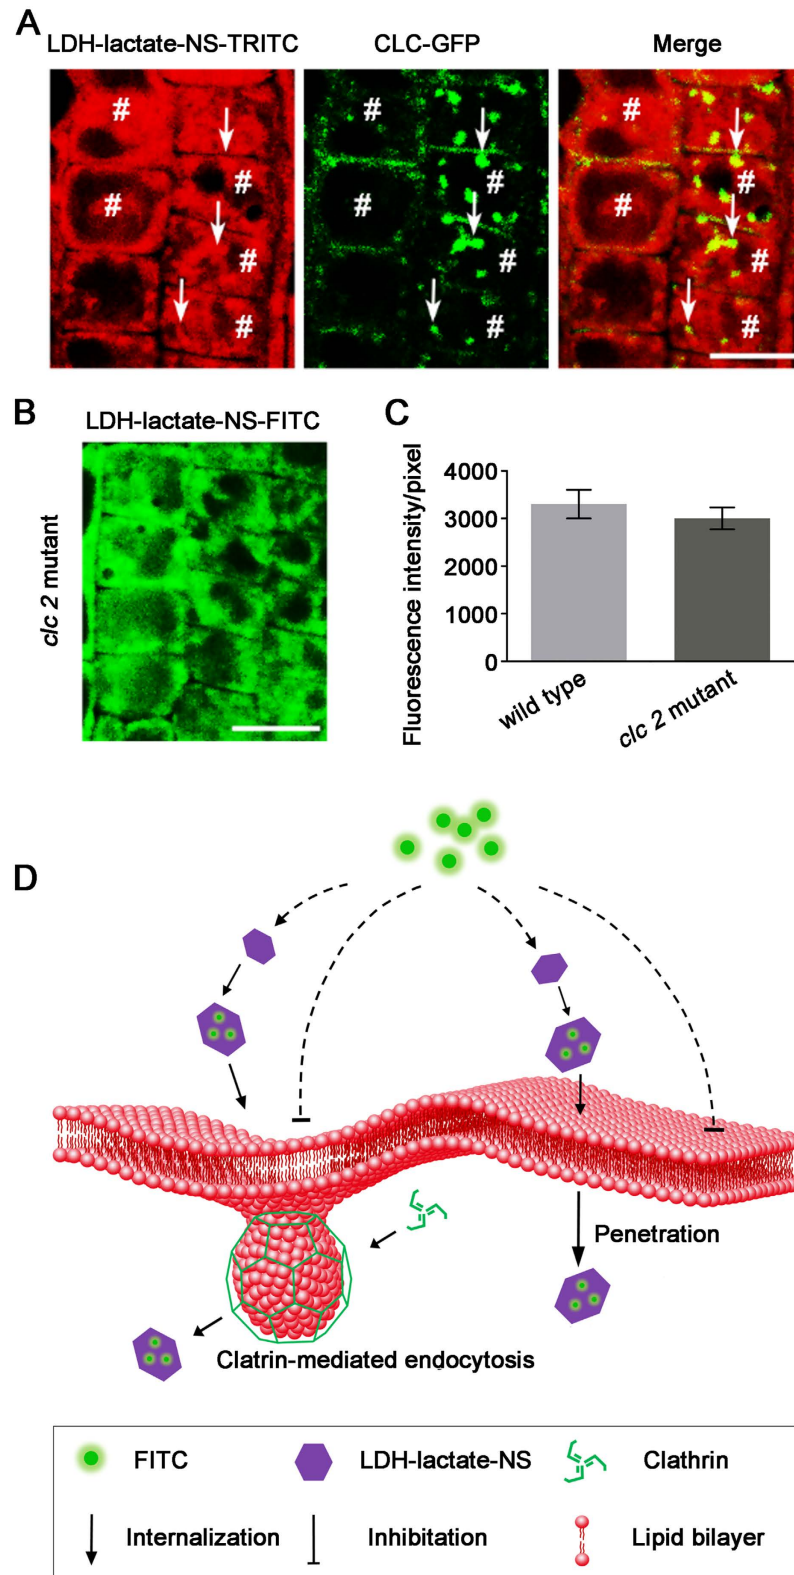 A
LDH-lactate-NS-TRITC
CLC-GFP
Merge
# # # # #
# # # # #
# # # # #
B
LDH-lactate-NS-FITC
clc 2 mutant
C
Fluorescence intensity/pixel
4000
3000
2000
1000
0
wild type
clc 2 mutant
D
Penetration
Clatrin-mediated endocytosis
FITC
LDH-lactate-NS
Clathrin
Internalization
Inhibitation
Lipid bilayer